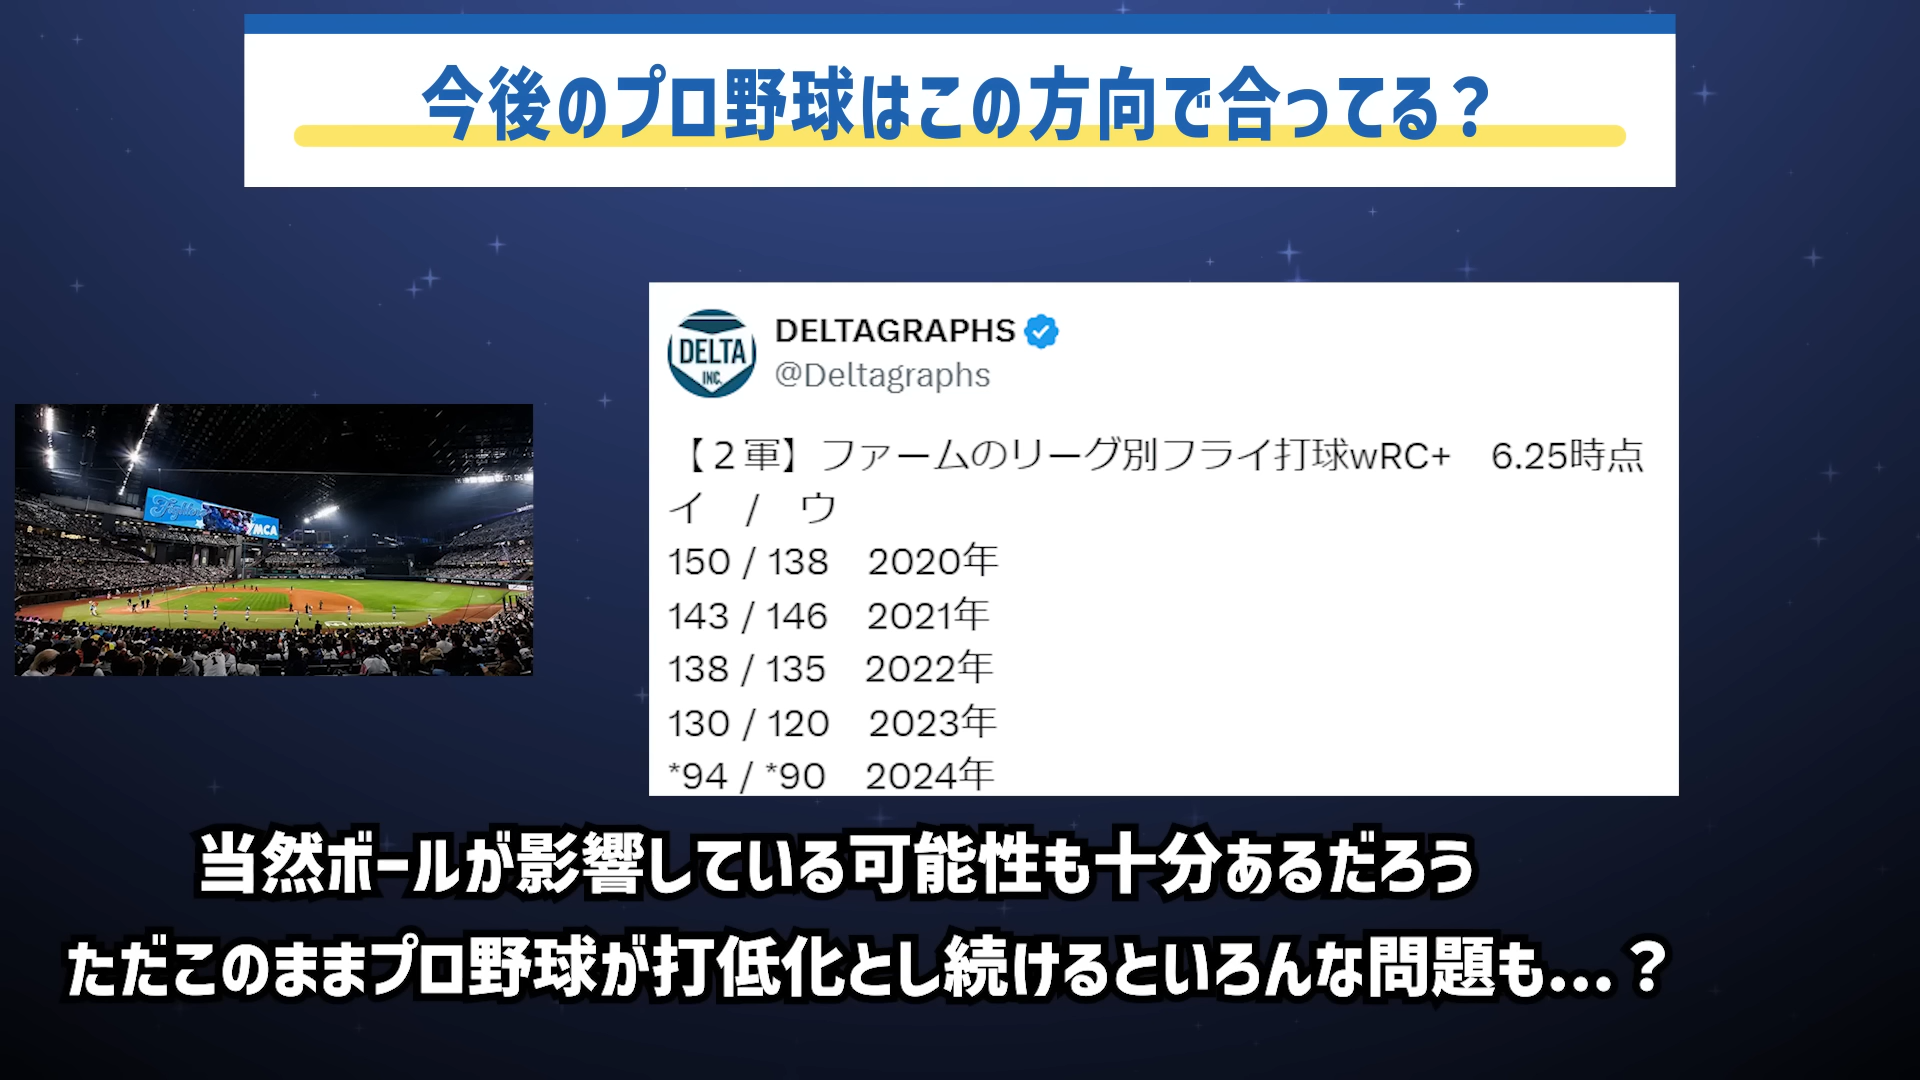 今後のプロ野球はこの方向で合ってる？
DELTAGRAPHS
@Deltagraphs
DELTA
INC.
【２軍】ファームのリーグ別フライ打球wRC+　6.25時点
イ　/　ウ
150 / 138　2020年
143 / 146　2021年
138 / 135　2022年
130 / 120　2023年
*94 / *90　2024年
Fighters
YMCA
当然ボールが影響している可能性も十分あるだろう
ただこのままプロ野球が打低化とし続けるといろんな問題も...？